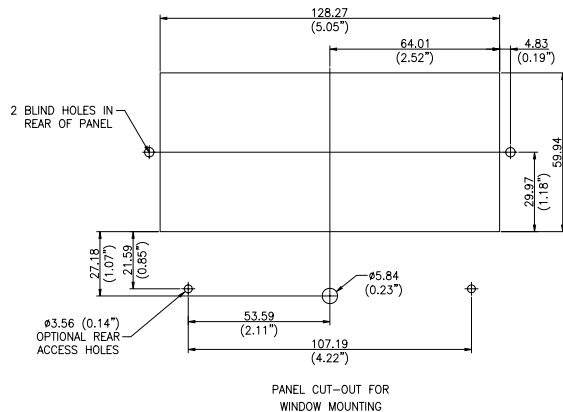 128.27
(5.05")
64.01
(2.52")
4.83
(0.19")
2 BLIND HOLES IN
REAR OF PANEL
59.94
29.97
(1.18")
27.18
(1.07")
21.59
(0.85")
ø5.84
(0.23")
ø3.56 (0.14")
OPTIONAL REAR
ACCESS HOLES
53.59
(2.11")
107.19
(4.22")
PANEL CUT-OUT FOR
WINDOW MOUNTING